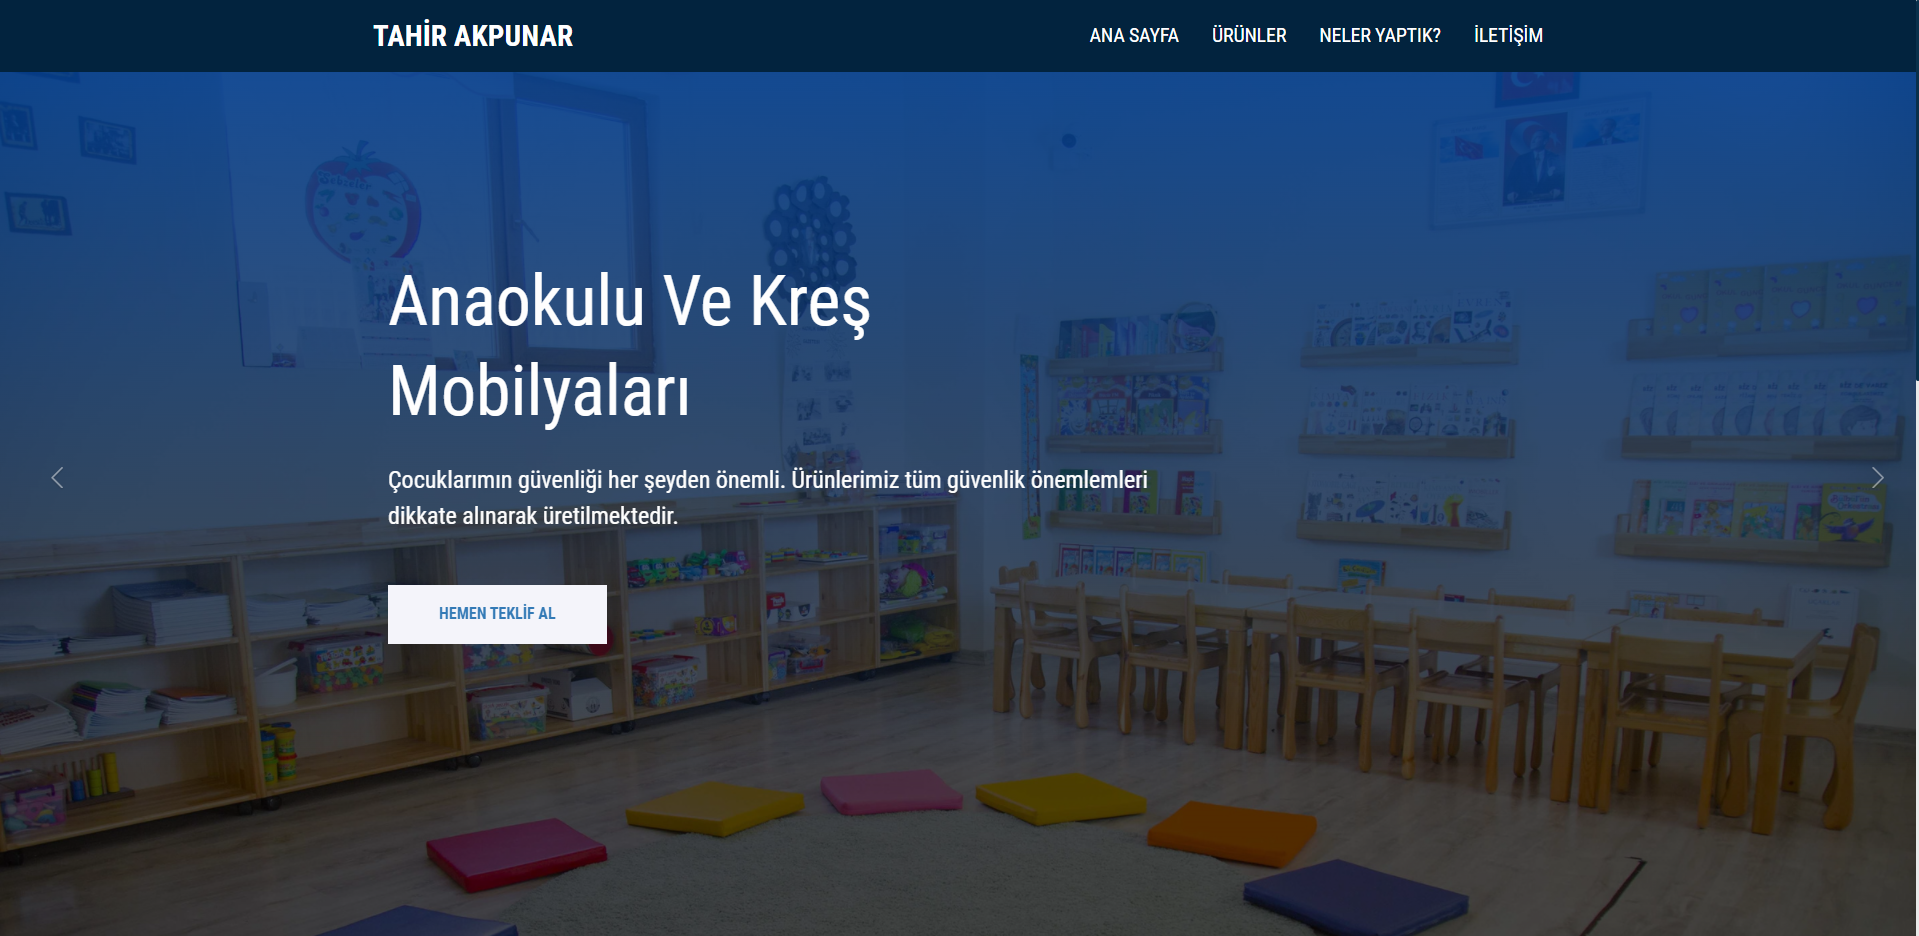 TAHİR AKPUNAR
ANA SAYFA
ÜRÜNLER
NELER YAPTIK?
İLETİŞİM
Anaokulu Ve Kreş
Mobilyaları
Çocuklarımın güvenliği her şeyden önemli. Ürünlerimiz tüm güvenlik önemlemleri
dikkate alınarak üretilmektedir.
HEMEN TEKLİF AL